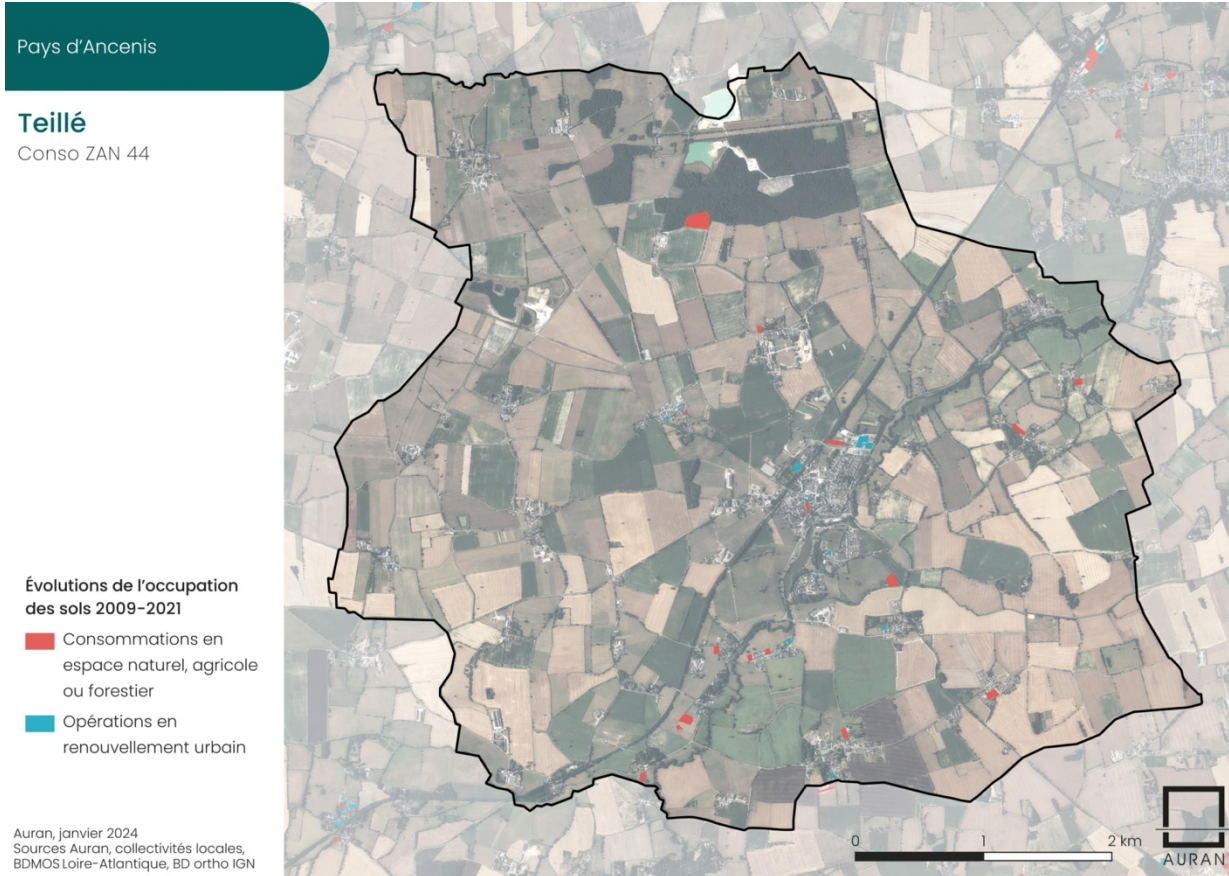 Pays d'Ancenis
Teillé
Conso ZAN 44
Évolutions de l'occupation
des sols 2009-2021
Consommations en
espace naturel, agricole
ou forestier
Opérations en
renouvellement urbain
Auran, janvier 2024
Sources Auran, collectivités locales,
BDMOS Loire-Atlantique, BD ortho IGN
0 1 2 km
AURAN